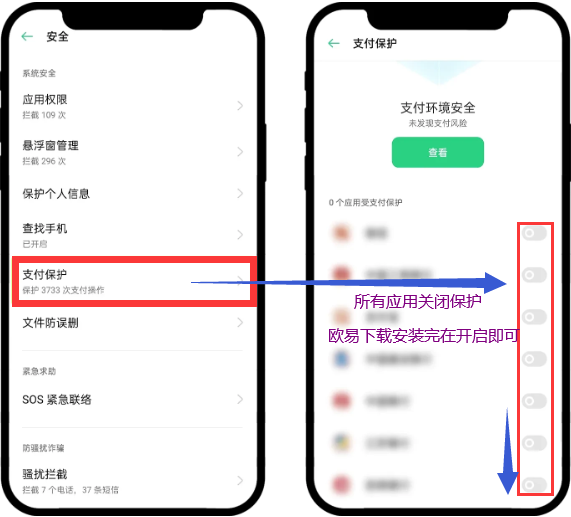 安全
系统安全
应用权限
拦截 109 次
悬浮窗管理
拦截 296 次
保护个人信息
查找手机
已开启
支付保护
保护 3733 次支付操作
文件防误删
紧急求助
SOS 紧急联络
防骚扰诈骗
骚扰拦截
拦截 7 个电话，37 条短信
支付保护
支付环境安全
未发现支付风险
查看
0 个应用受支付保护
所有应用关闭保护
欧易下载安装完在开启即可